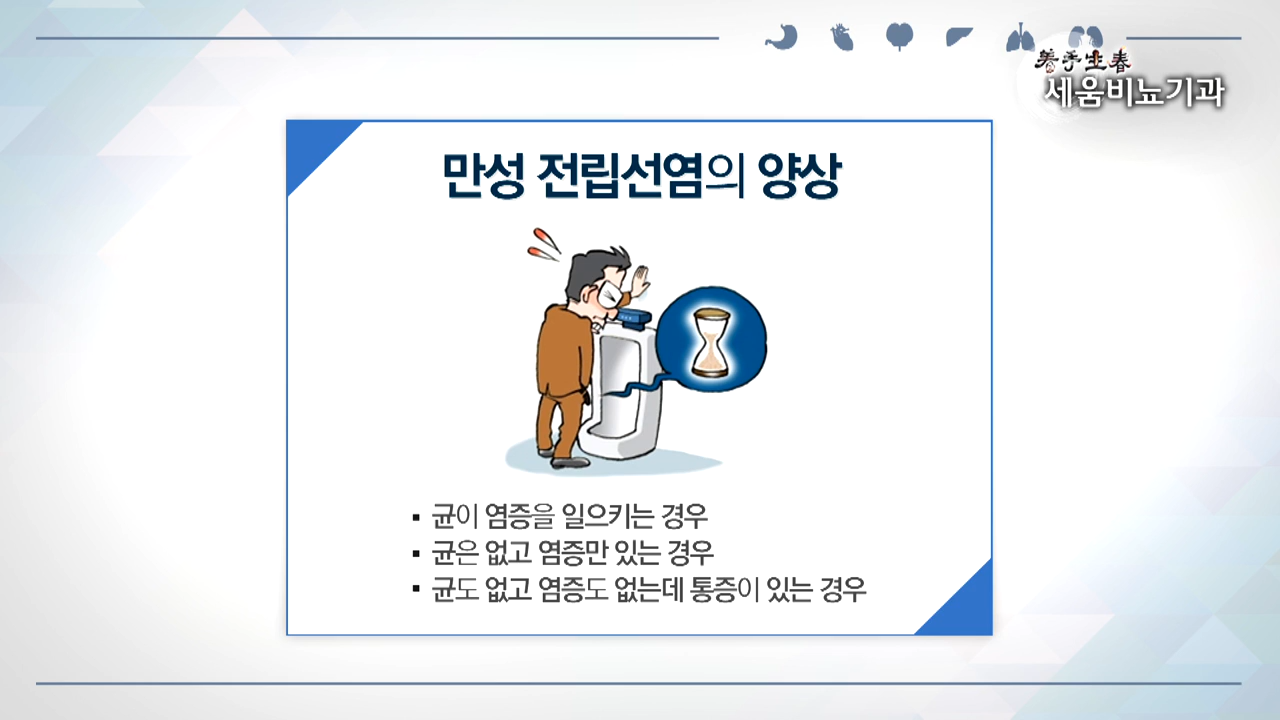 着手生春
세움비뇨기과
만성 전립선염의 양상
▪ 균이 염증을 일으키는 경우
▪ 균은 없고 염증만 있는 경우
▪ 균도 없고 염증도 없는데 통증이 있는 경우